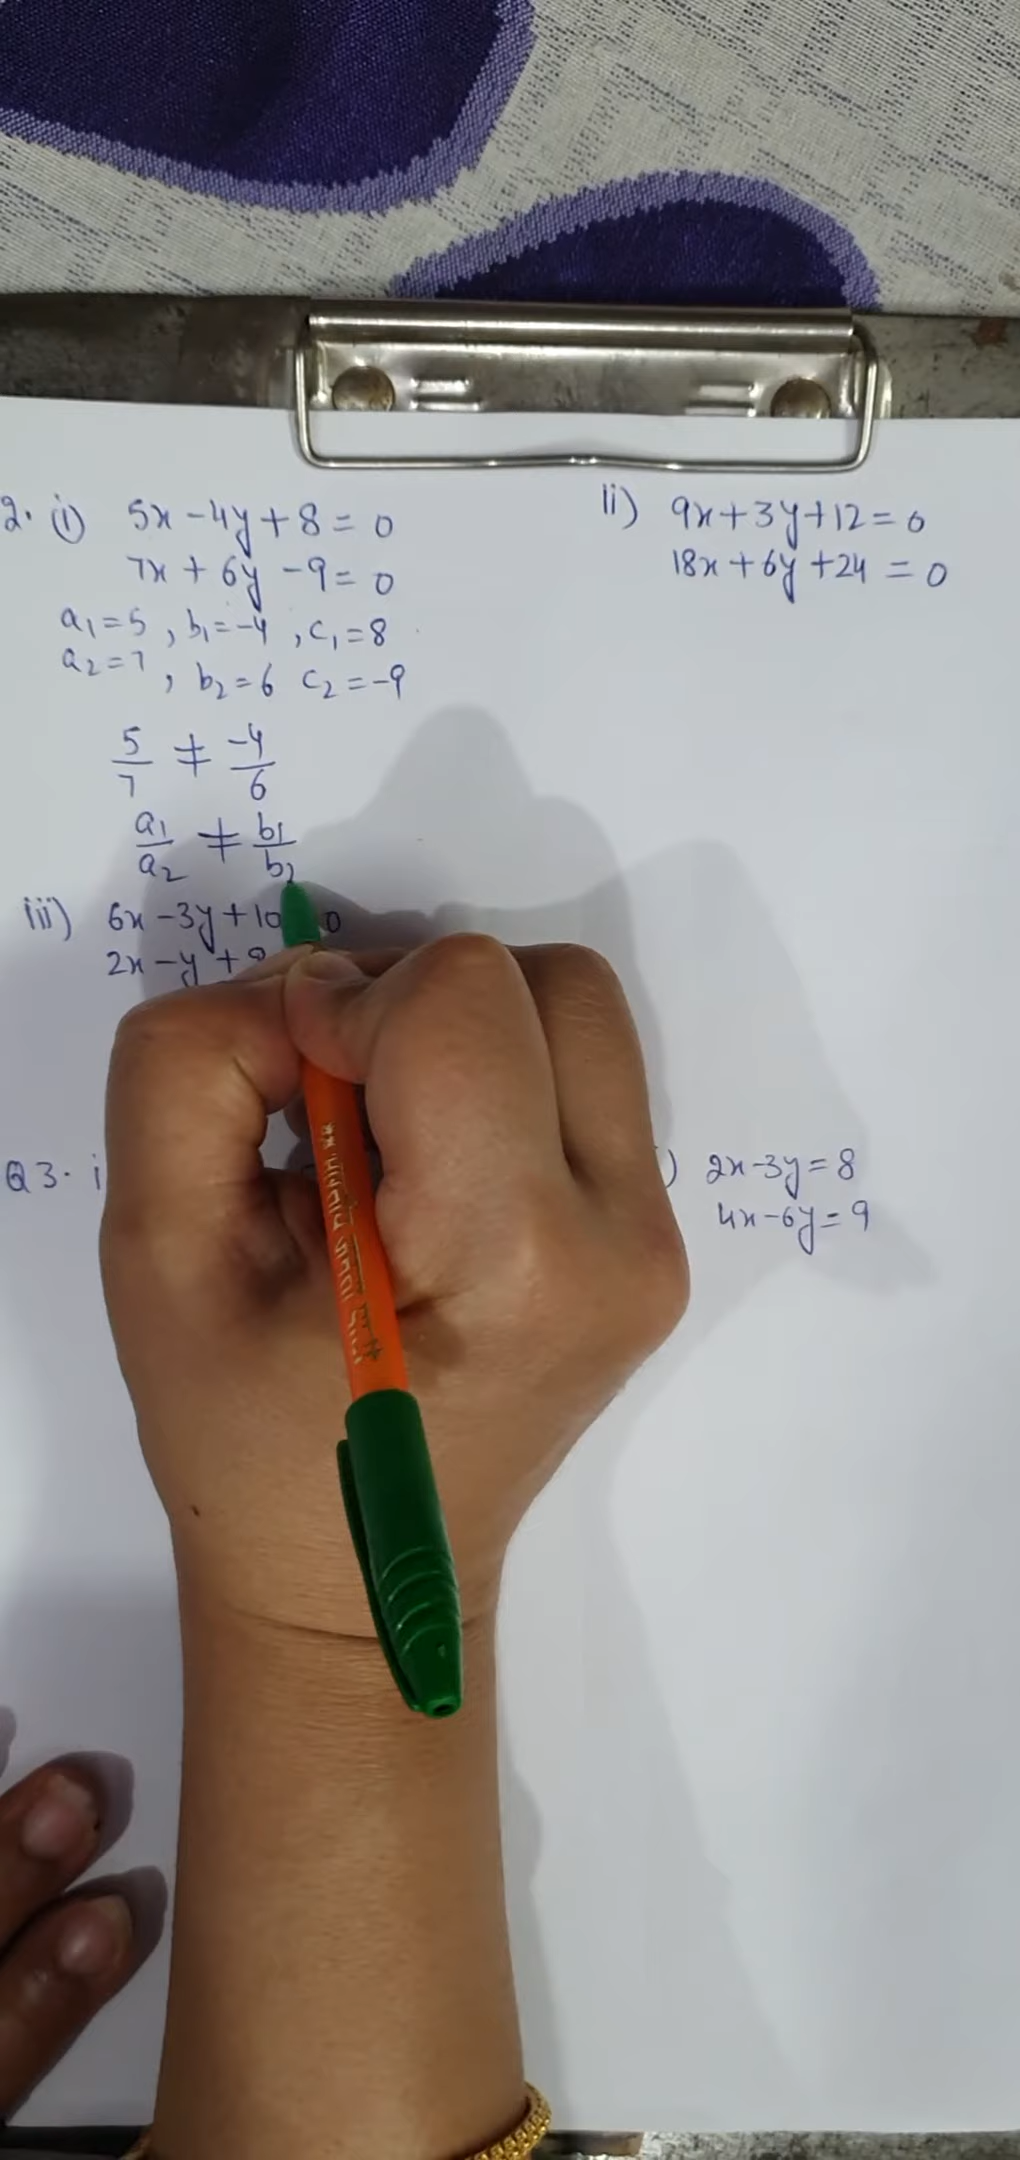 2. (i) 5x - 4y + 8 = 0
7x + 6y - 9 = 0
a₁ = 5 , b₁ = -4 , c₁ = 8
a₂ = 7 , b₂ = 6 c₂ = -9
5/7 ≠ -4/6
a₁/a₂ ≠ b₁/b₂
ii) 9x + 3y + 12 = 0
18x + 6y + 24 = 0
iii) 6x - 3y + 10 0
2x - y +
Q3. i
) 2x - 3y = 8
4x - 6y = 9